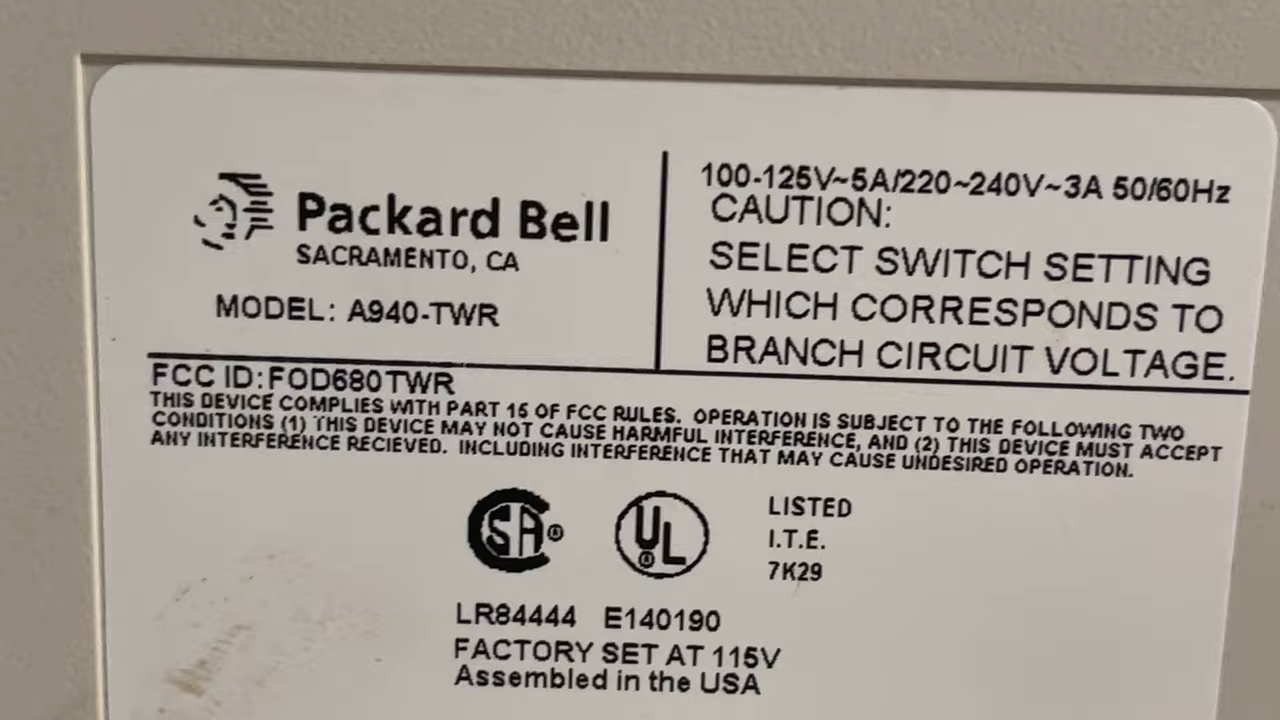 Packard Bell
SACRAMENTO, CA
MODEL: A940-TWR
100-125V~5A/220~240V~3A 50/60Hz
CAUTION:
SELECT SWITCH SETTING
WHICH CORRESPONDS TO
BRANCH CIRCUIT VOLTAGE.
FCC ID:FOD680TWR
THIS DEVICE COMPLIES WITH PART 15 OF FCC RULES. OPERATION IS SUBJECT TO THE FOLLOWING TWO
CONDITIONS (1) THIS DEVICE MAY NOT CAUSE HARMFUL INTERFERENCE, AND (2) THIS DEVICE MUST ACCEPT
ANY INTERFERENCE RECIEVED. INCLUDING INTERFERENCE THAT MAY CAUSE UNDESIRED OPERATION.
SA®
UL®
LISTED
I.T.E.
7K29
LR84444 E140190
FACTORY SET AT 115V
Assembled in the USA